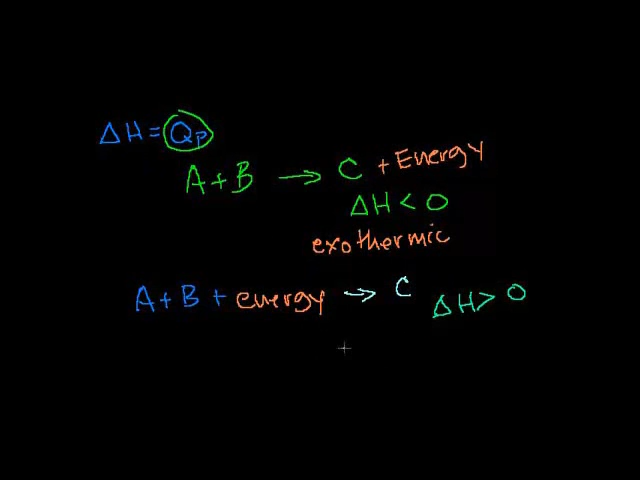 ΔH = Qp
A + B → C + Energy
ΔH < 0
exothermic
A + B + energy → C ΔH > 0